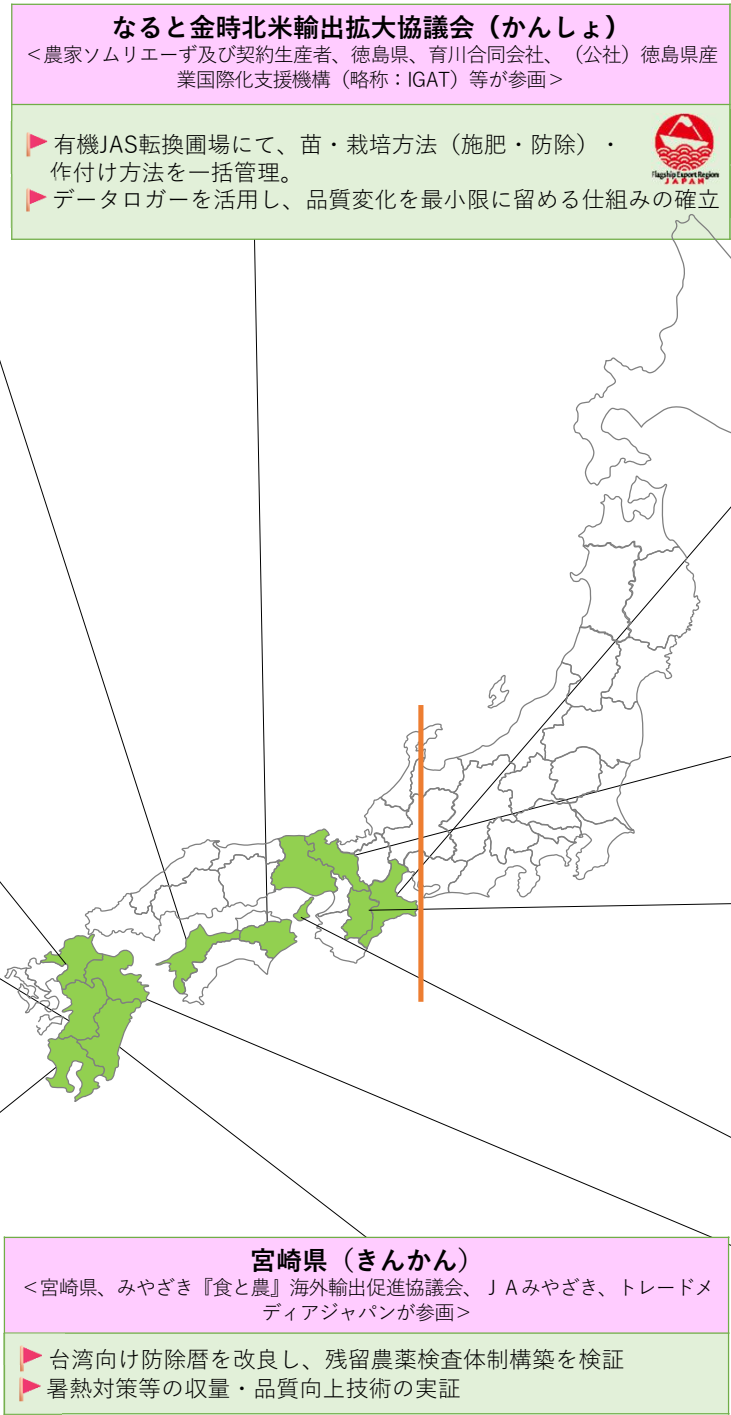 なると金時北米輸出拡大協議会（かんしょ）
＜農家ソムリエーず及び契約生産者、徳島県、育川合同会社、（公社）徳島県産
業国際化支援機構（略称：IGAT）等が参画＞
有機JAS転換圃場にて、苗・栽培方法（施肥・防除）・
作付け方法を一括管理。
Flagship Export Region
JAPAN
データロガーを活用し、品質変化を最小限に留める仕組みの確立
宮崎県（きんかん）
＜宮崎県、みやざき『食と農』海外輸出促進協議会、ＪＡみやざき、トレードメ
ディアジャパンが参画＞
台湾向け防除暦を改良し、残留農薬検査体制構築を検証
暑熱対策等の収量・品質向上技術の実証